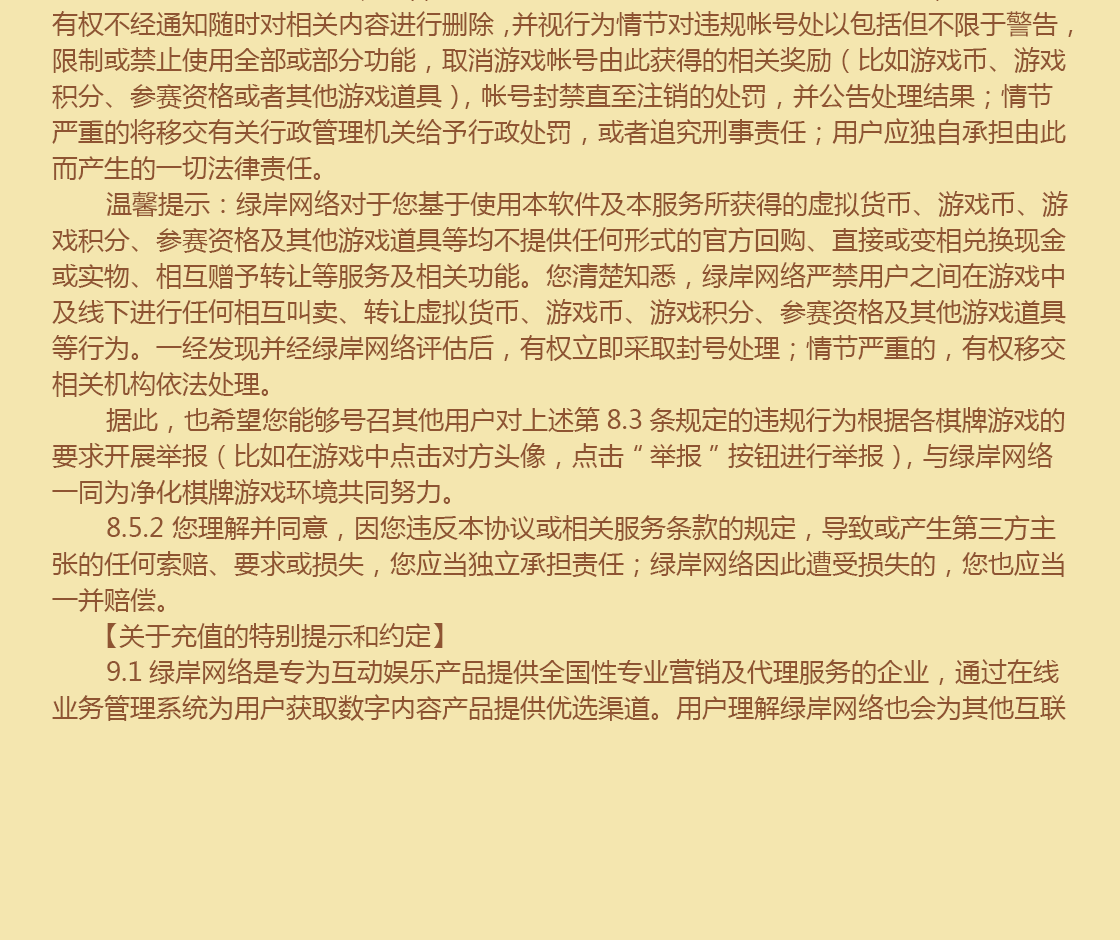 有权不经通知随时对相关内容进行删除 ,并视行为情节对违规帐号处以包括但不限于警告，
限制或禁止使用全部或部分功能，取消游戏帐号由此获得的相关奖励（比如游戏币、游戏
积分、参赛资格或者其他游戏道具），帐号封禁直至注销的处罚，并公告处理结果；情节
严重的将移交有关行政管理机关给予行政处罚，或者追究刑事责任；用户应独自承担由此
而产生的一切法律责任。
温馨提示：绿岸网络对于您基于使用本软件及本服务所获得的虚拟货币、游戏币、游
戏积分、参赛资格及其他游戏道具等均不提供任何形式的官方回购、直接或变相兑换现金
或实物、相互赠予转让等服务及相关功能。您清楚知悉，绿岸网络严禁用户之间在游戏中
及线下进行任何相互叫卖、转让虚拟货币、游戏币、游戏积分、参赛资格及其他游戏道具
等行为。一经发现并经绿岸网络评估后，有权立即采取封号处理；情节严重的，有权移交
相关机构依法处理。
据此，也希望您能够号召其他用户对上述第 8.3 条规定的违规行为根据各棋牌游戏的
要求开展举报（比如在游戏中点击对方头像，点击“举报”按钮进行举报），与绿岸网络
一同为净化棋牌游戏环境共同努力。
8.5.2 您理解并同意，因您违反本协议或相关服务条款的规定，导致或产生第三方主
张的任何索赔、要求或损失，您应当独立承担责任；绿岸网络因此遭受损失的，您也应当
一并赔偿。
【关于充值的特别提示和约定】
9.1 绿岸网络是专为互动娱乐产品提供全国性专业营销及代理服务的企业，通过在线
业务管理系统为用户获取数字内容产品提供优选渠道。用户理解绿岸网络也会为其他互联